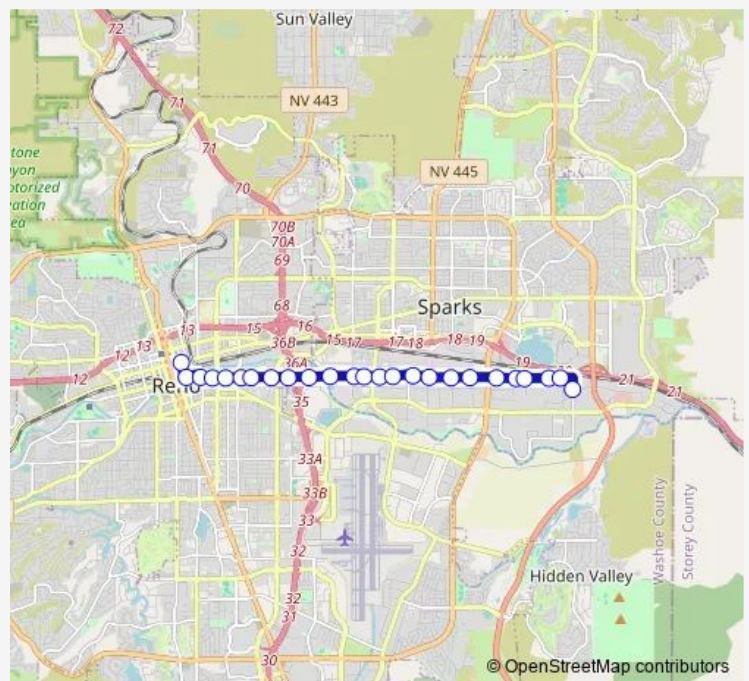 72
Sun Valley
NV 443
71
71
NV 445
tone
yon
otorized
eation
ea
70
70B
70A
69
Sparks
68
13
15
16
15
17
17
18
18
19
13
12
36B
19
12
36A
21
21
Reno
35
33A
33B
33
32
Hidden Valley
Washoe County
Storey County
32
31
30
© OpenStreetMap contributors